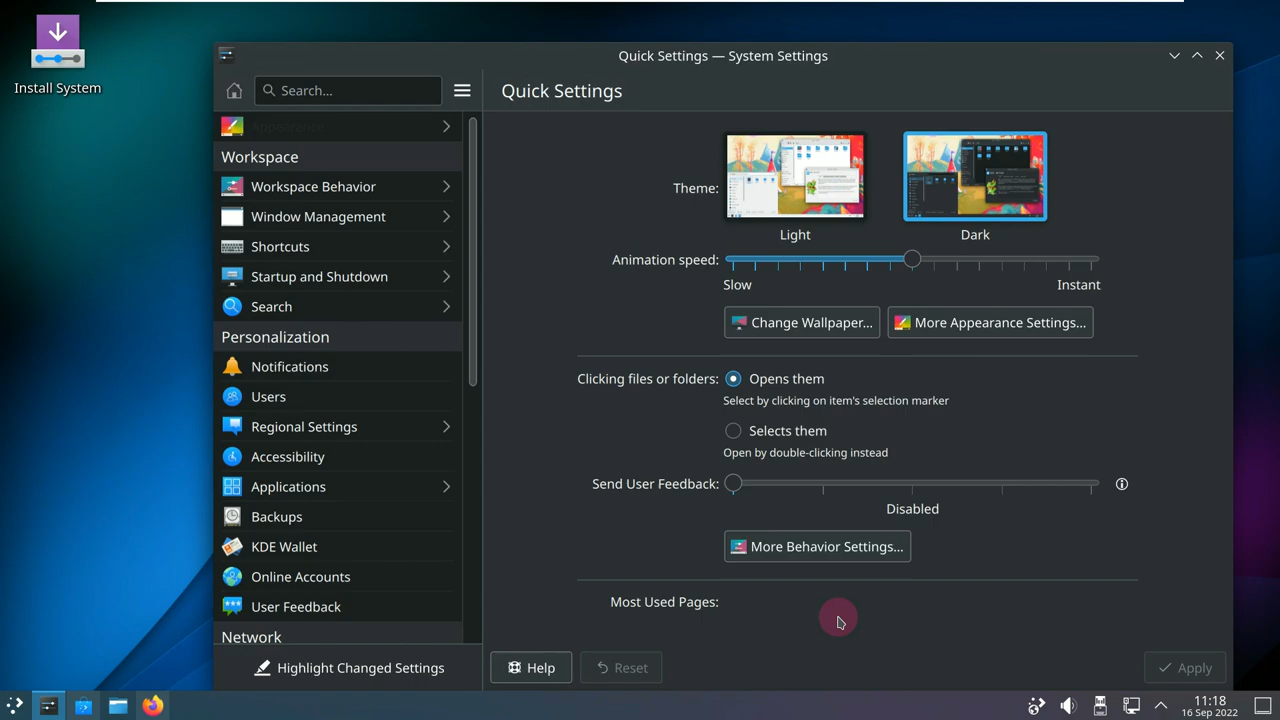 Install System
Quick Settings — System Settings
Search...
Quick Settings
Appearance
Workspace
Workspace Behavior
Window Management
Shortcuts
Startup and Shutdown
Search
Personalization
Notifications
Users
Regional Settings
Accessibility
Applications
Backups
KDE Wallet
Online Accounts
User Feedback
Network
Highlight Changed Settings
Theme:
Light
Dark
Animation speed:
Slow
Instant
Change Wallpaper...
More Appearance Settings...
Clicking files or folders:
Opens them
Select by clicking on item's selection marker
Selects them
Open by double-clicking instead
Send User Feedback:
Disabled
More Behavior Settings...
Most Used Pages:
Help
Reset
Apply
11:18
16 Sep 2022